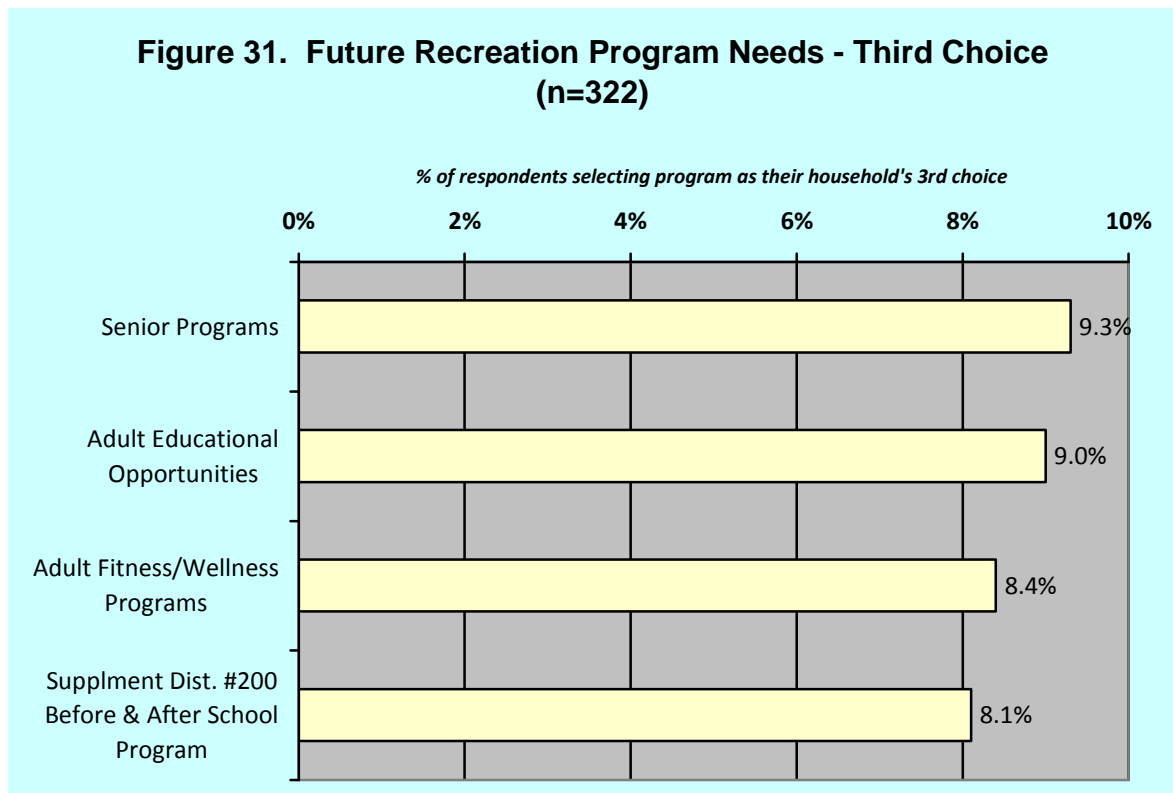 Figure 31.  Future Recreation Program Needs - Third Choice
(n=322)
% of respondents selecting program as their household's 3rd choice
0% 2% 4% 6% 8% 10%
Senior Programs 9.3%
Adult Educational
Opportunities
9.0%
Adult Fitness/Wellness
Programs
8.4%
Supplment Dist. #200
Before & After School
Program
8.1%